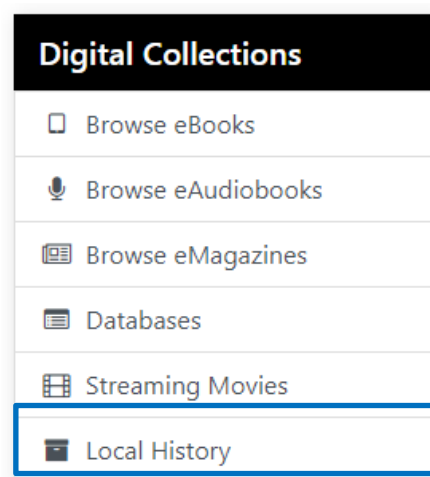 Digital Collections
Browse eBooks
Browse eAudiobooks
Browse eMagazines
Databases
Streaming Movies
Local History